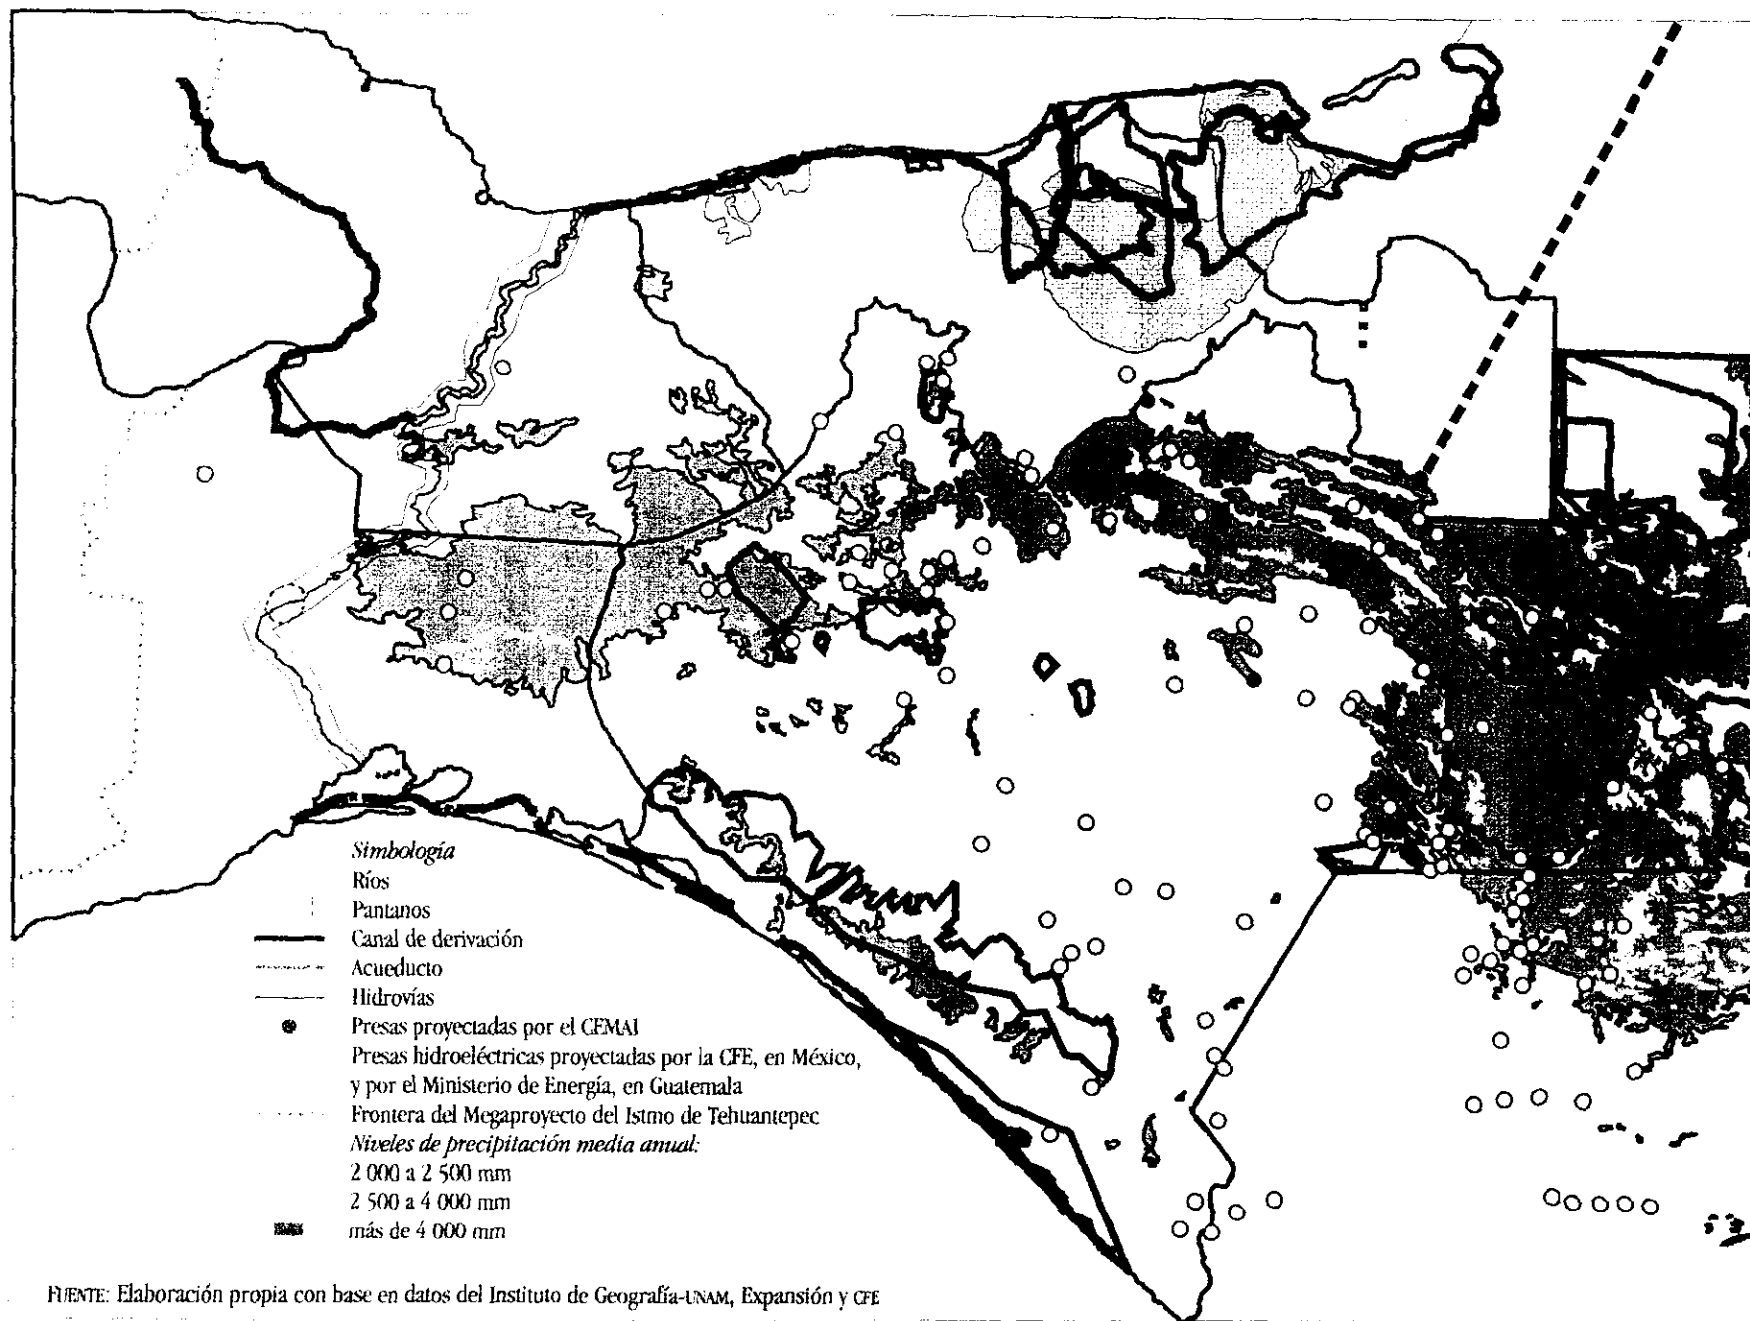 Simbología
Ríos
Pantanos
Canal de derivación
Acueducto
Hidrovías
Presas proyectadas por el CEMAI
Presas hidroeléctricas proyectadas por la CFE, en México,
y por el Ministerio de Energía, en Guatemala
Frontera del Megaproyecto del Istmo de Tehuantepec
Niveles de precipitación media anual:
2 000 a 2 500 mm
2 500 a 4 000 mm
más de 4 000 mm
FUENTE: Elaboración propia con base en datos del Instituto de Geografía-UNAM, Expansión y CFE